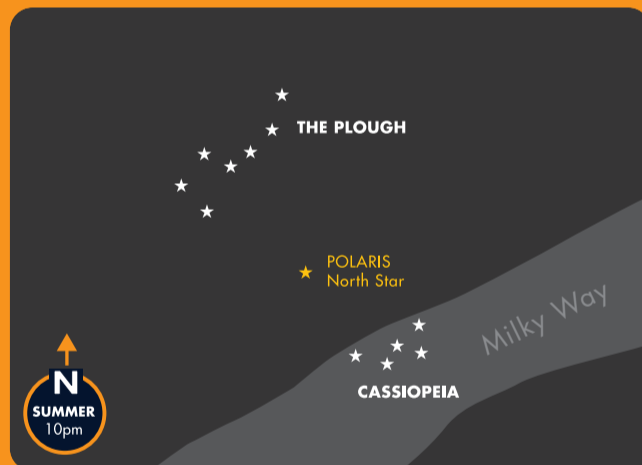 THE PLOUGH
POLARIS
North Star
Milky Way
CASSIOPEIA
N
SUMMER
10pm